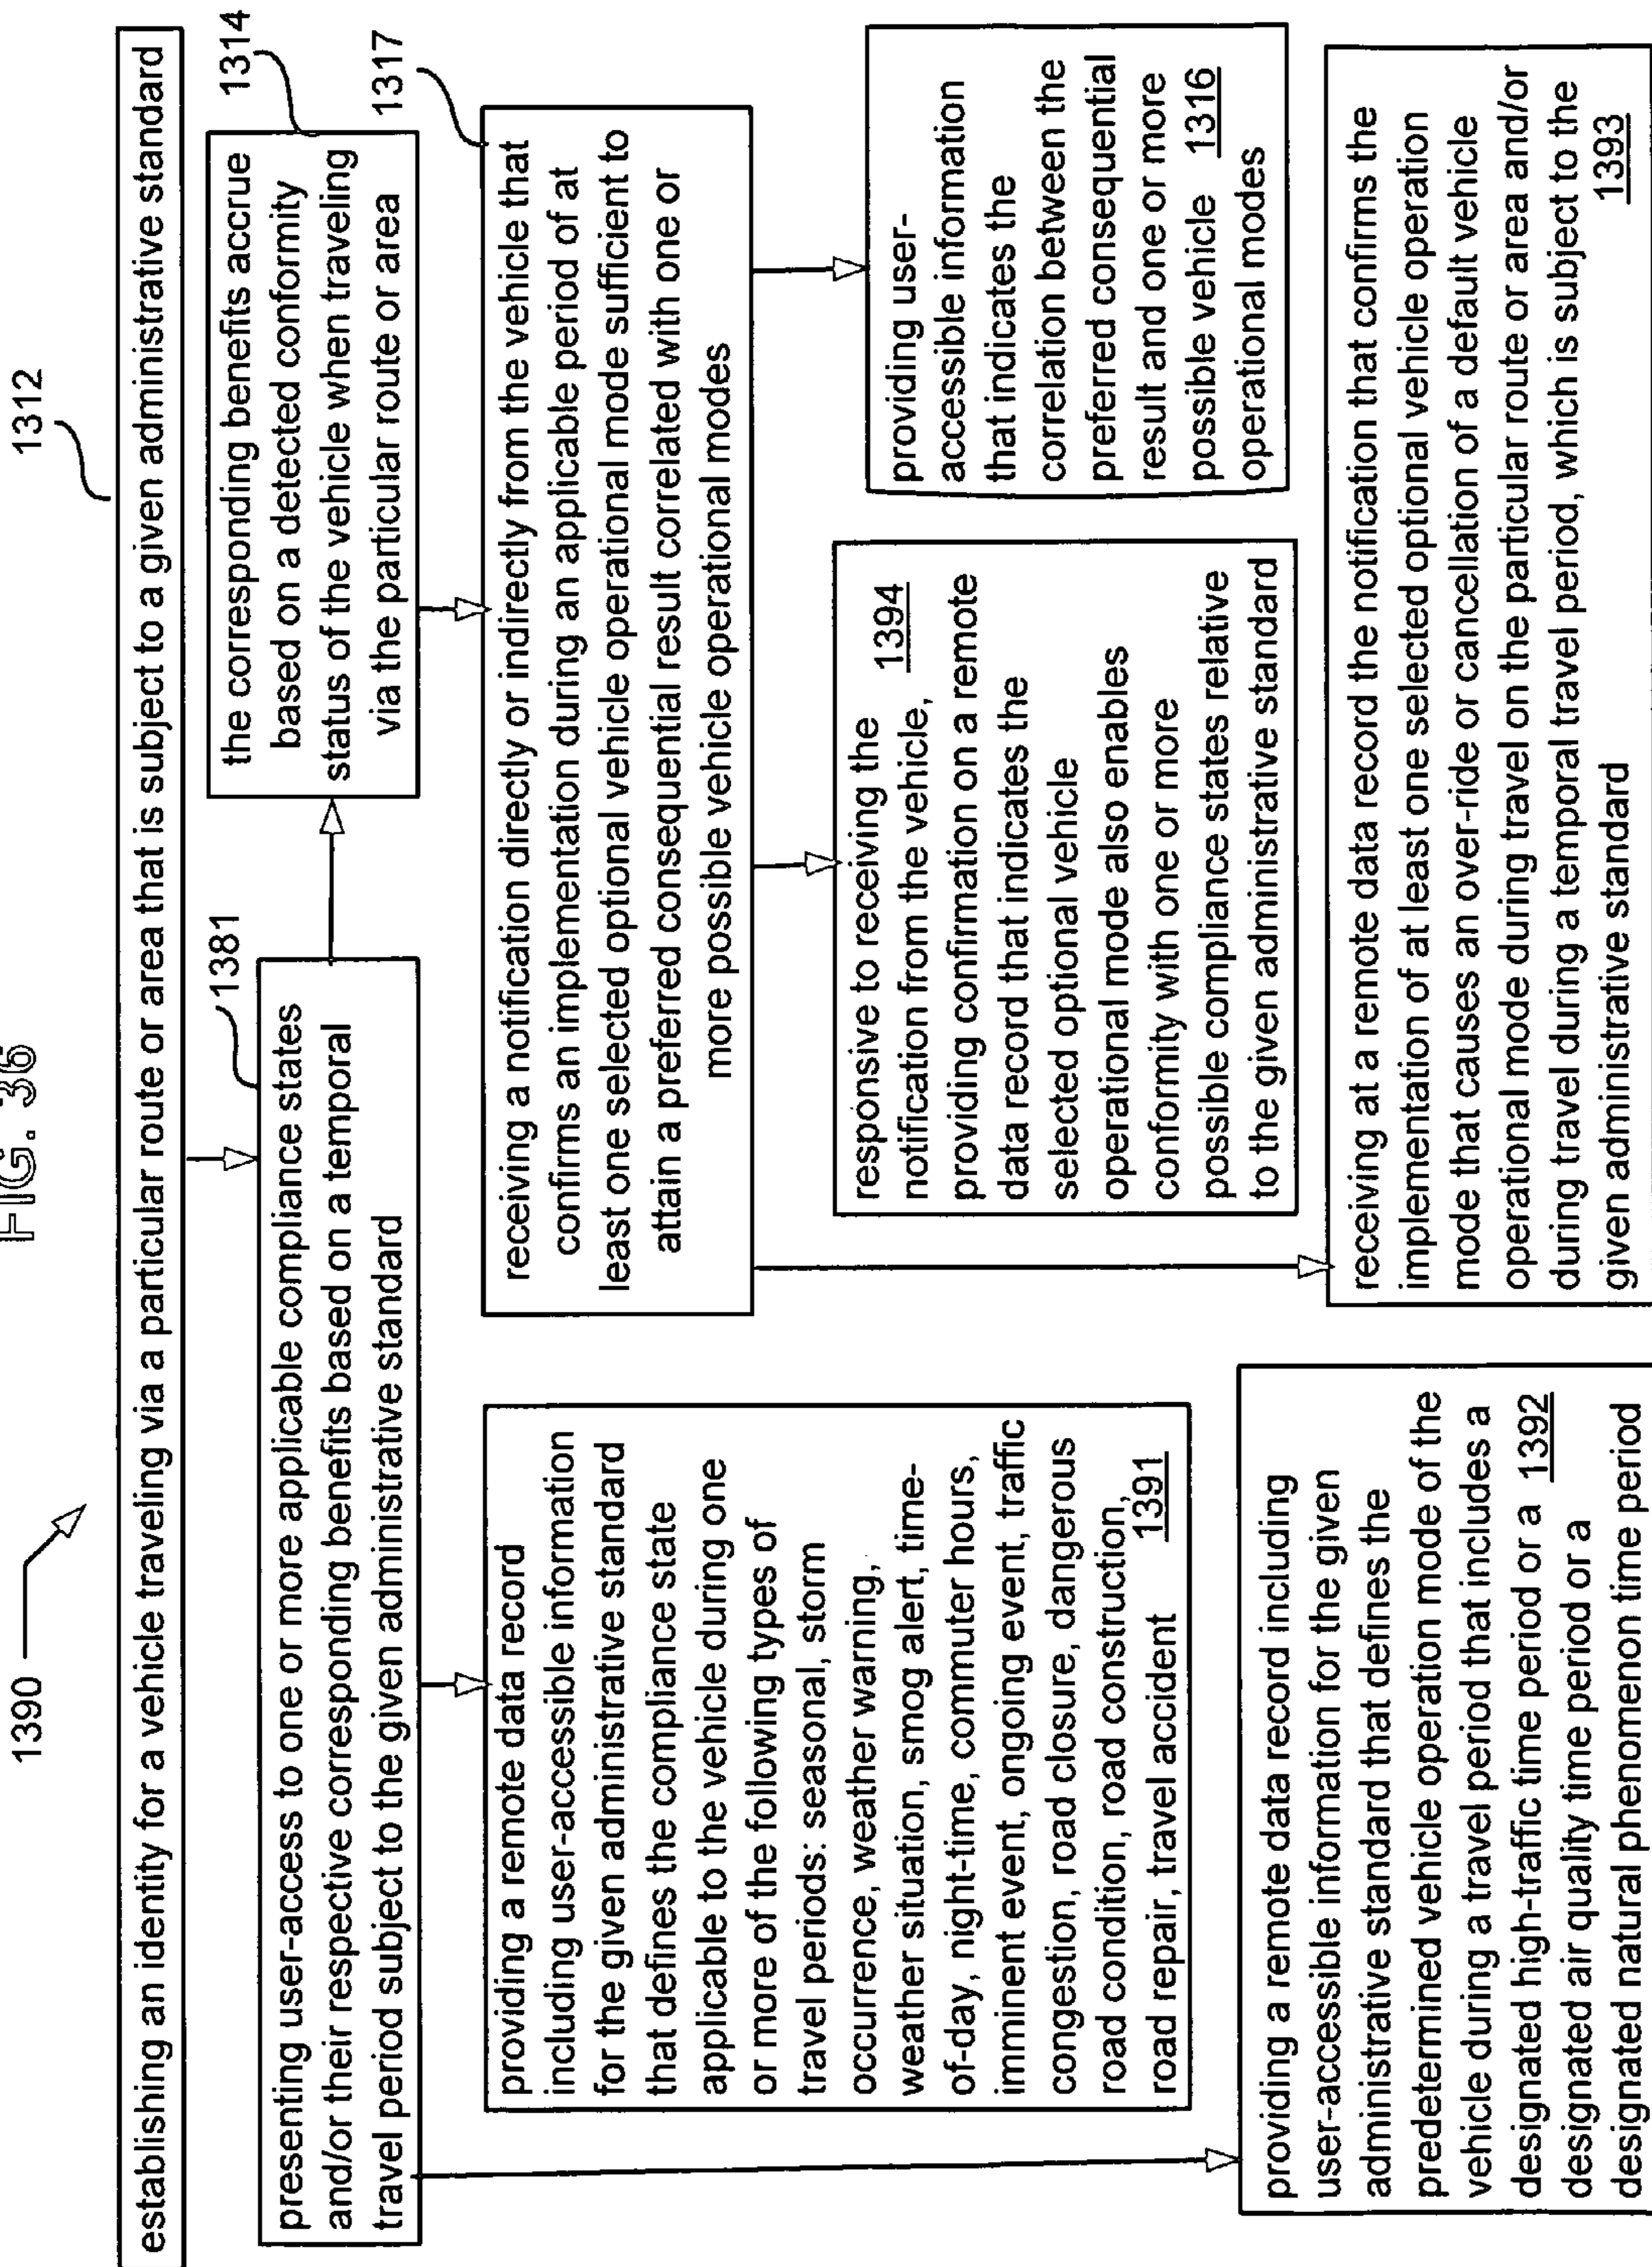 FIG. 36
1390
1312
establishing an identity for a vehicle traveling via a particular route or area that is subject to a given administrative standard
1381
presenting user-access to one or more applicable compliance states
and/or their respective corresponding benefits based on a temporal
travel period subject to the given administrative standard
1314
the corresponding benefits accrue
based on a detected conformity
status of the vehicle when traveling
via the particular route or area
1317
receiving a notification directly or indirectly from the vehicle that
confirms an implementation during an applicable period of at
least one selected optional vehicle operational mode sufficient to
attain a preferred consequential result correlated with one or
more possible vehicle operational modes
providing a remote data record
including user-accessible information
for the given administrative standard
that defines the compliance state
applicable to the vehicle during one
or more of the following types of
travel periods: seasonal, storm
occurrence, weather warning,
weather situation, smog alert, time-
of-day, night-time, commuter hours,
imminent event, ongoing event, traffic
congestion, road closure, dangerous
road condition, road construction,
road repair, travel accident 1391
responsive to receiving the
notification from the vehicle, 1394
providing confirmation on a remote
data record that indicates the
selected optional vehicle
operational mode also enables
conformity with one or more
possible compliance states relative
to the given administrative standard
providing user-
accessible information
that indicates the
correlation between the
preferred consequential
result and one or more
possible vehicle 1316
operational modes
providing a remote data record including
user-accessible information for the given
administrative standard that defines the
predetermined vehicle operation mode of the
vehicle during a travel period that includes a
designated high-traffic time period or a 1392
designated air quality time period or a
designated natural phenomenon time period
receiving at a remote data record the notification that confirms the
implementation of at least one selected optional vehicle operation
mode that causes an over-ride or cancellation of a default vehicle
operational mode during travel on the particular route or area and/or
during travel during a temporal travel period, which is subject to the
given administrative standard 1393